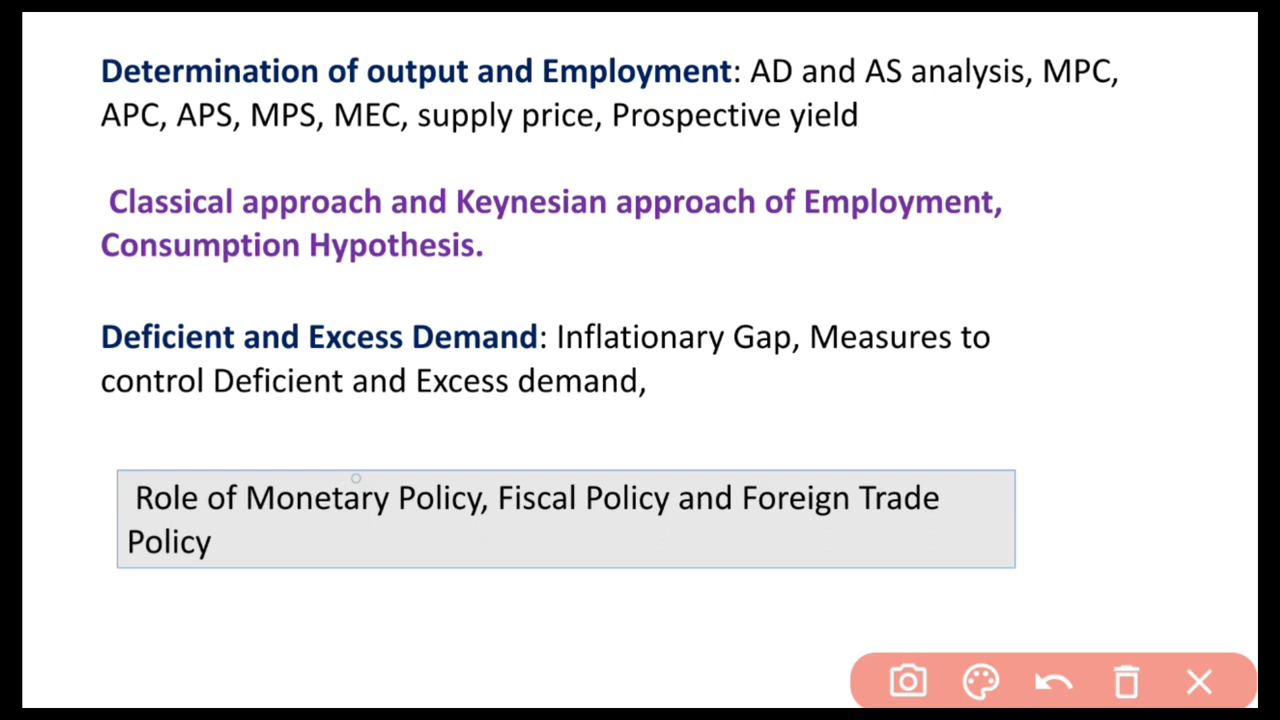 Determination of output and Employment: AD and AS analysis, MPC,
APC, APS, MPS, MEC, supply price, Prospective yield
Classical approach and Keynesian approach of Employment,
Consumption Hypothesis.
Deficient and Excess Demand: Inflationary Gap, Measures to
control Deficient and Excess demand,
Role of Monetary Policy, Fiscal Policy and Foreign Trade
Policy